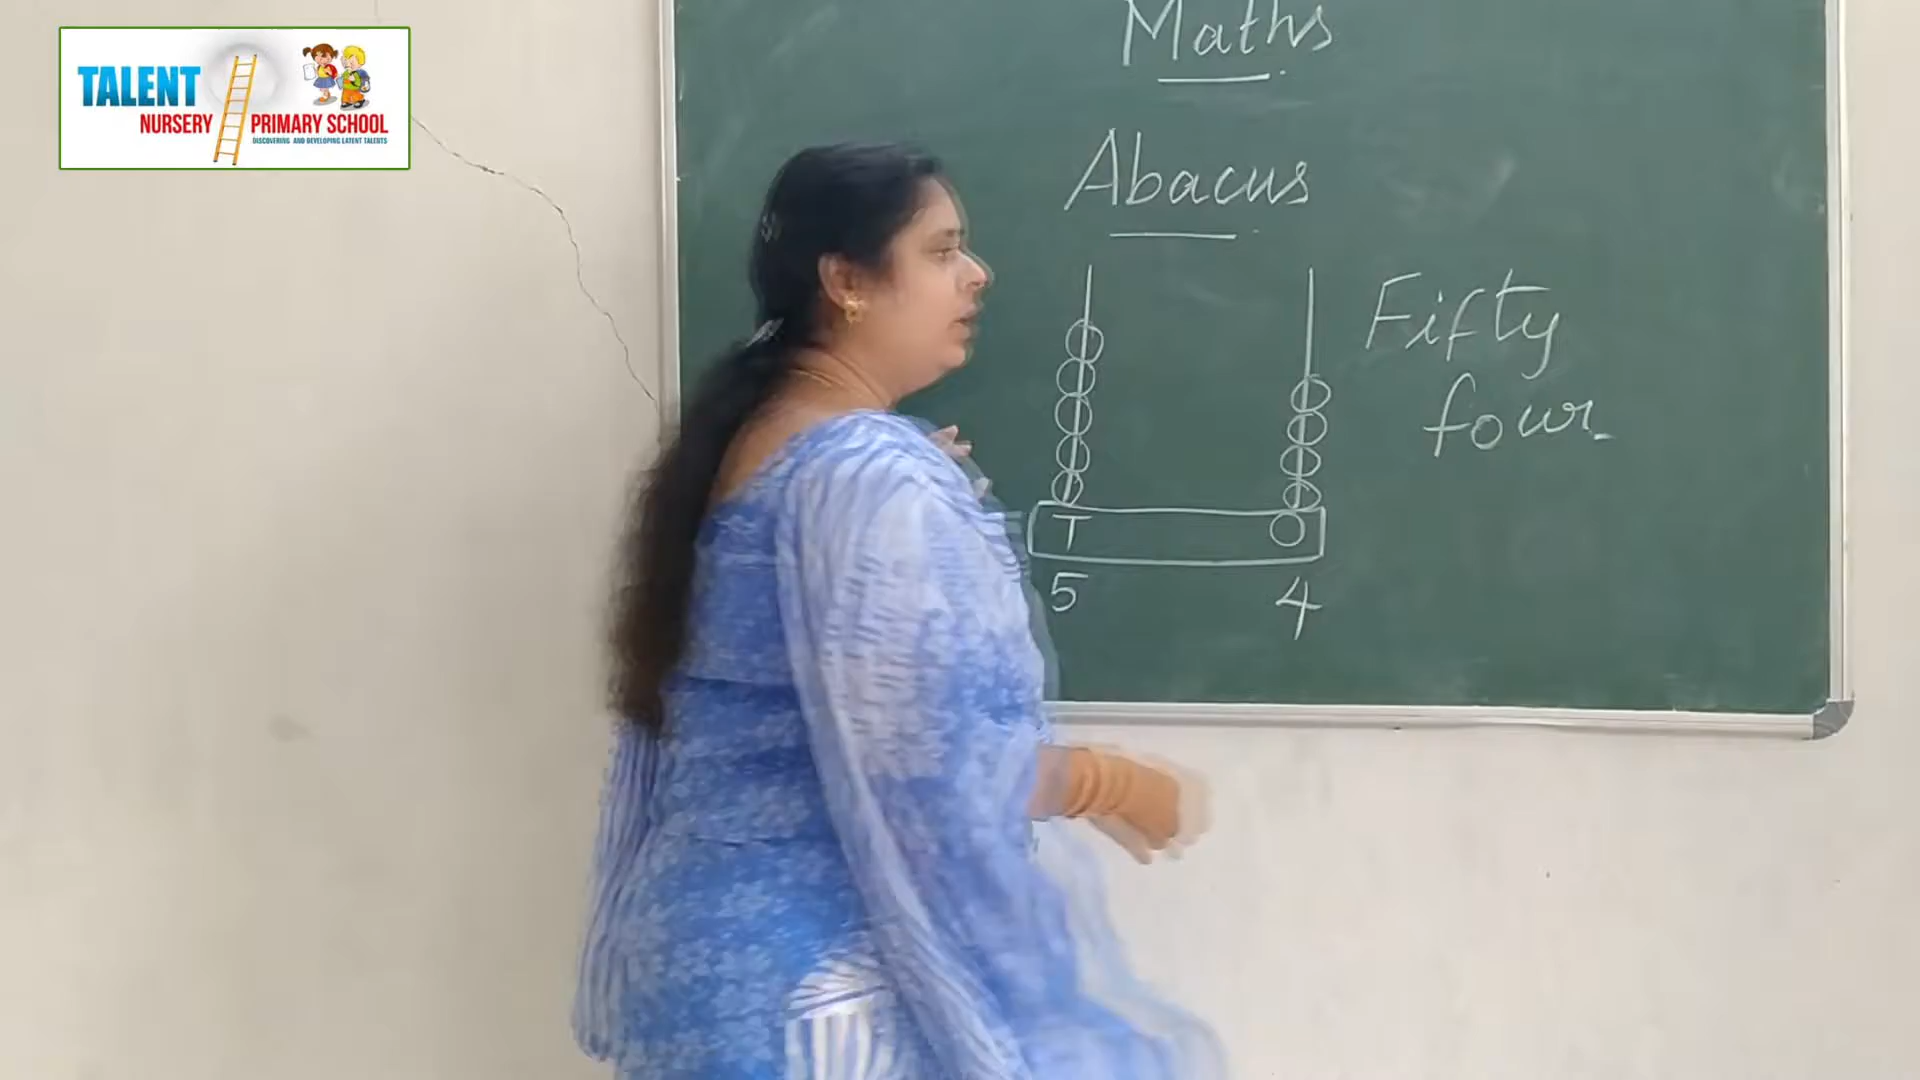 TALENT
NURSERY PRIMARY SCHOOL
DISCOVERING AND DEVELOPING LATENT TALENTS
Maths
Abacus
Fifty
four
T O
5 4